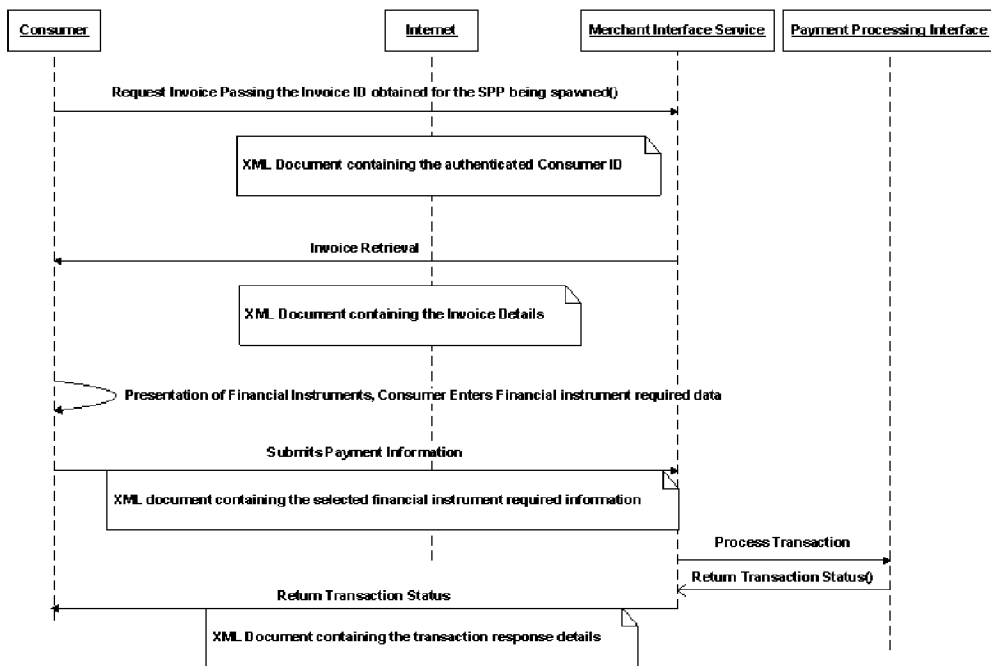 Consumer
Internet
Merchant Interface Service
Payment Processing Interface
Request Invoice Passing the Invoice ID obtained for the SPP being spawned()
XML Document containing the authenticated Consumer ID
Invoice Retrieval
XML Document containing the Invoice Details
Presentation of Financial Instruments, Consumer Enters Financial instrument required data
Submits Payment Information
XML document containing the selected financial instrument required information
Process Transaction
Return Transaction Status()
Return Transaction Status
XML Document containing the transaction response details